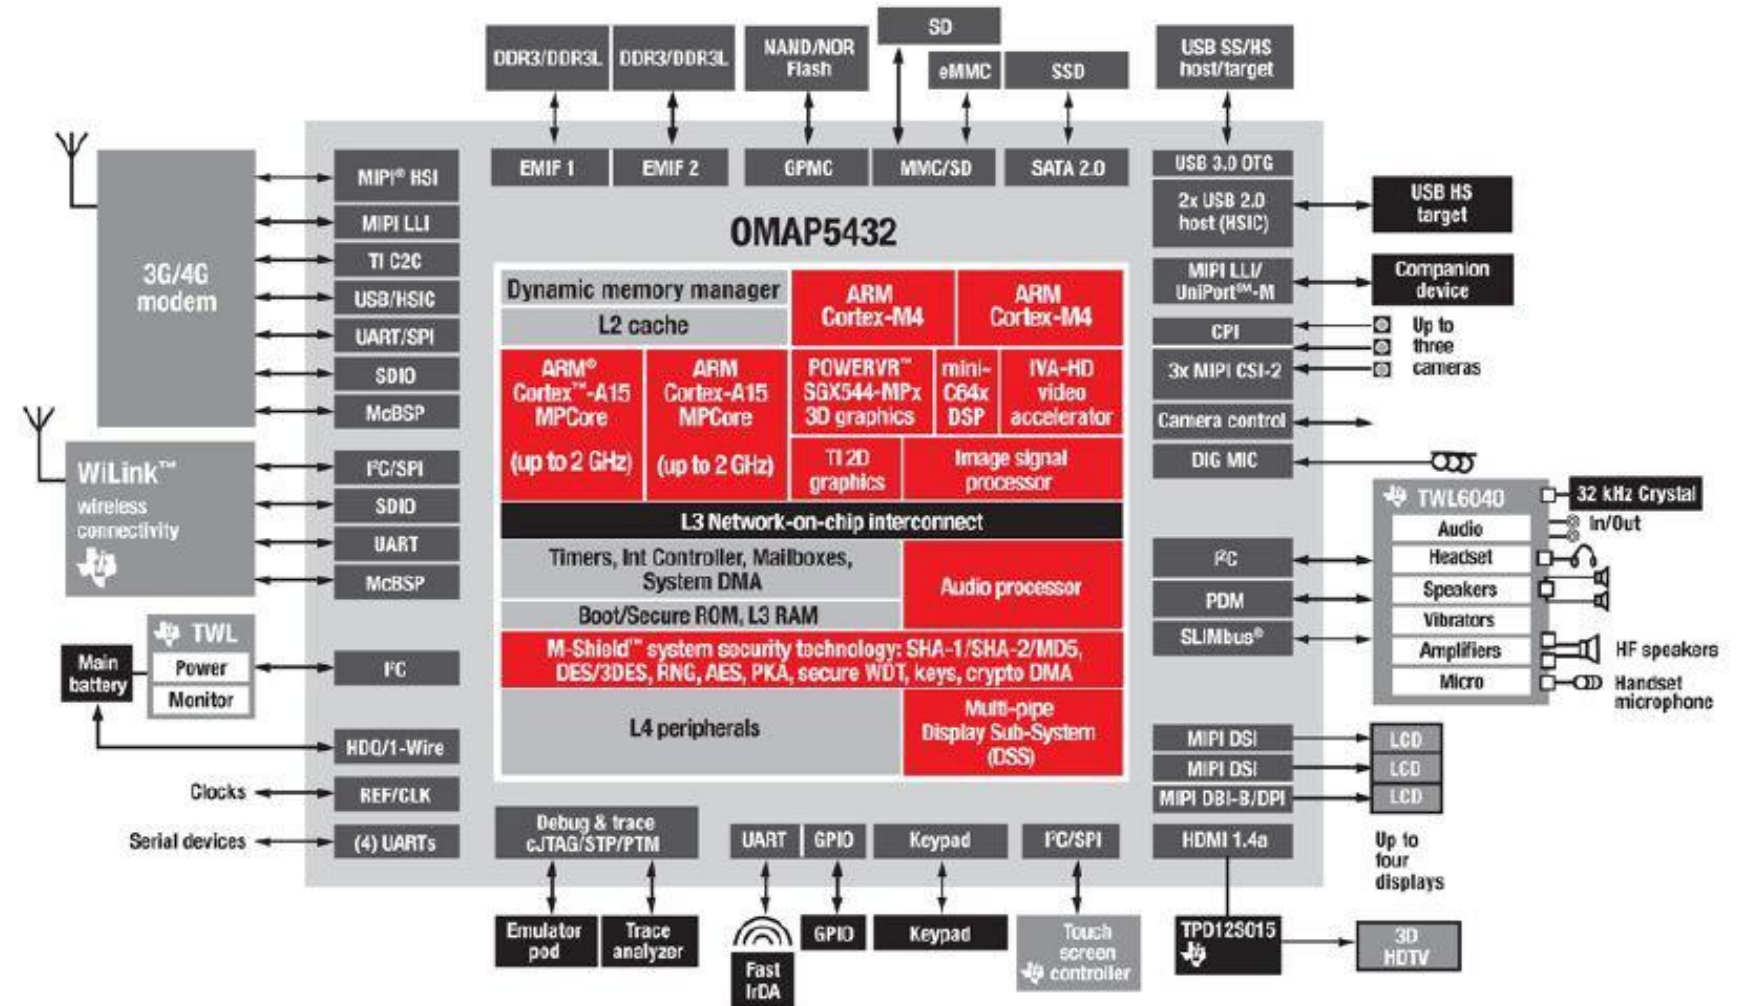 DDR3/DDR3L
DDR3/DDR3L
NAND/NOR
Flash
SD
eMMC
SSD
USB SS/HS
host/target
EMIF 1
EMIF 2
GPMC
MMC/SD
SATA 2.0
USB 3.0 OTG
2x USB 2.0
host (HSIC)
USB HS
target
MIPI LLI/
UniPort℠-M
Companion
device
CPI
3x MIPI CSI-2
Up to
three
cameras
Camera control
DIG MIC
3G/4G
modem
MIPI® HSI
MIPI LLI
TI C2C
USB/HSIC
UART/SPI
SDIO
McBSP
WiLink™
wireless
connectivity
I²C/SPI
SDIO
UART
McBSP
TWL
Power
Monitor
Main
battery
I²C
HDQ/1-Wire
Clocks
REF/CLK
Serial devices
(4) UARTs
OMAP5432
Dynamic memory manager
L2 cache
ARM
Cortex-M4
ARM
Cortex-M4
ARM®
Cortex™-A15
MPCore
(up to 2 GHz)
ARM
Cortex-A15
MPCore
(up to 2 GHz)
POWERVR™
SGX544-MPx
3D graphics
mini-
C64x
DSP
IVA-HD
video
accelerator
TI 2D
graphics
Image signal
processor
L3 Network-on-chip interconnect
Timers, Int Controller, Mailboxes,
System DMA
Boot/Secure ROM, L3 RAM
Audio processor
M-Shield™ system security technology: SHA-1/SHA-2/MD5,
DES/3DES, RNG, AES, PKA, secure WDT, keys, crypto DMA
L4 peripherals
Multi-pipe
Display Sub-System
(DSS)
I²C
PDM
SLIMbus®
TWL6040
Audio
Headset
Speakers
Vibrators
Amplifiers
Micro
32 kHz Crystal
In/Out
HF speakers
Handset
microphone
MIPI DSI
LCD
MIPI DSI
LCD
MIPI DBI-B/DPI
LCD
HDMI 1.4a
Up to
four
displays
Debug & trace
cJTAG/STP/PTM
UART
GPIO
Keypad
I²C/SPI
Emulator
pod
Trace
analyzer
Fast
IrDA
GPIO
Keypad
Touch
screen
controller
TPD12S015
3D
HDTV